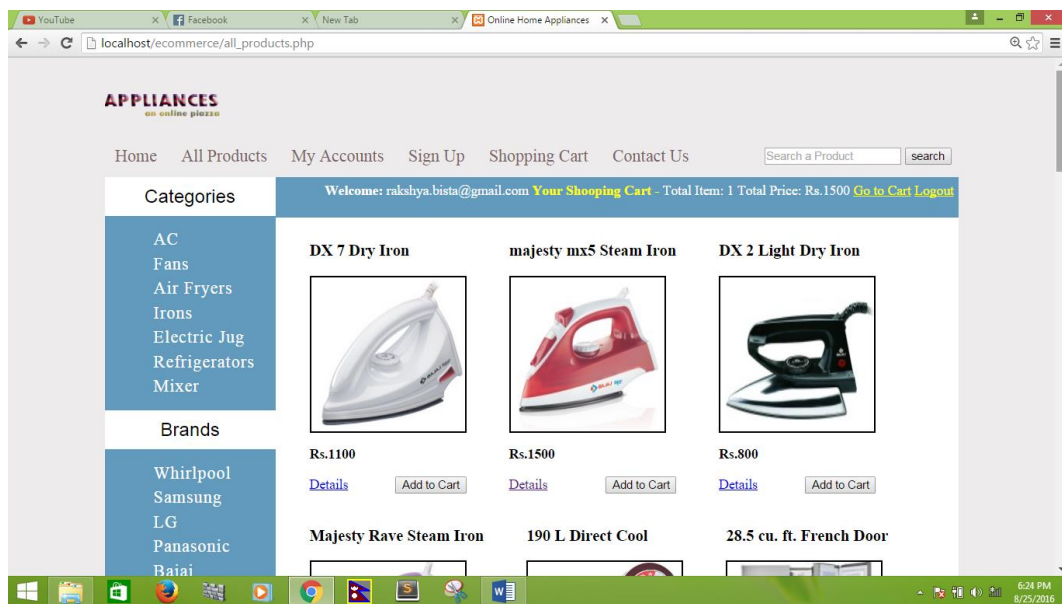 YouTube
Facebook
New Tab
Online Home Appliances
localhost/ecommerce/all_products.php
APPLIANCES
an online piazza
Home All Products My Accounts Sign Up Shopping Cart Contact Us
Search a Product search
Categories
Welcome: rakshya.bista@gmail.com Your Shooping Cart - Total Item: 1 Total Price: Rs.1500 Go to Cart Logout
AC
Fans
Air Fryers
Irons
Electric Jug
Refrigerators
Mixer
Brands
Whirlpool
Samsung
LG
Panasonic
Bajaj
DX 7 Dry Iron majesty mx5 Steam Iron DX 2 Light Dry Iron
BAJAJ
BAJAJ
Rs.1100 Rs.1500 Rs.800
Details Add to Cart Details Add to Cart Details Add to Cart
Majesty Rave Steam Iron 190 L Direct Cool 28.5 cu. ft. French Door
6:24 PM
8/25/2016